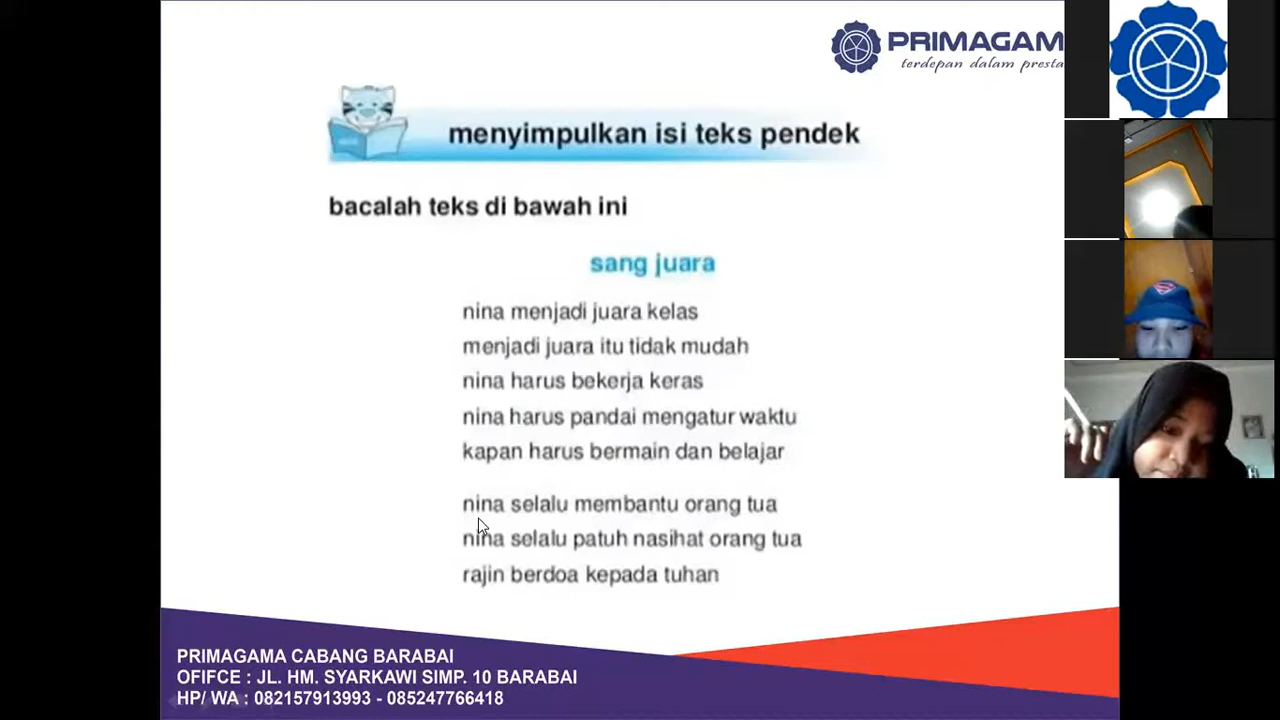 PRIMAGAM
terdepan dalam presta
menyimpulkan isi teks pendek
bacalah teks di bawah ini
sang juara
nina menjadi juara kelas
menjadi juara itu tidak mudah
nina harus bekerja keras
nina harus pandai mengatur waktu
kapan harus bermain dan belajar
nina selalu membantu orang tua
nina selalu patuh nasihat orang tua
rajin berdoa kepada tuhan
PRIMAGAMA CABANG BARABAI
OFIFCE : JL. HM. SYARKAWI SIMP. 10 BARABAI
HP/ WA : 082157913993 - 085247766418